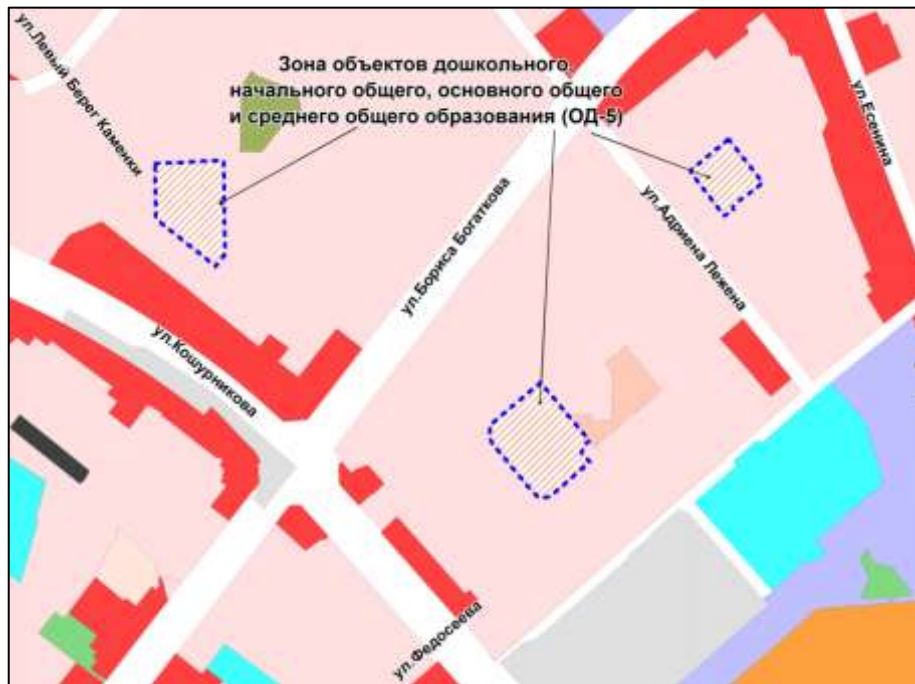 ул.Левый Берег Каменки
Зона объектов дошкольного,
начального общего, основного общего
и среднего общего образования (ОД-5)
ул.Есенина
ул.Бориса Богаткова
ул.Адриена Лежена
ул.Кошурникова
ул.Федосеева